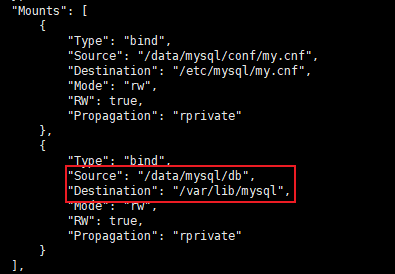 "Mounts": [
{
"Type": "bind",
"Source": "/data/mysql/conf/my.cnf",
"Destination": "/etc/mysql/my.cnf",
"Mode": "rw",
"RW": true,
"Propagation": "rprivate"
},
{
"Type": "bind",
"Source": "/data/mysql/db",
"Destination": "/var/lib/mysql",
"Mode": "rw",
"RW": true,
"Propagation": "rprivate"
}
],